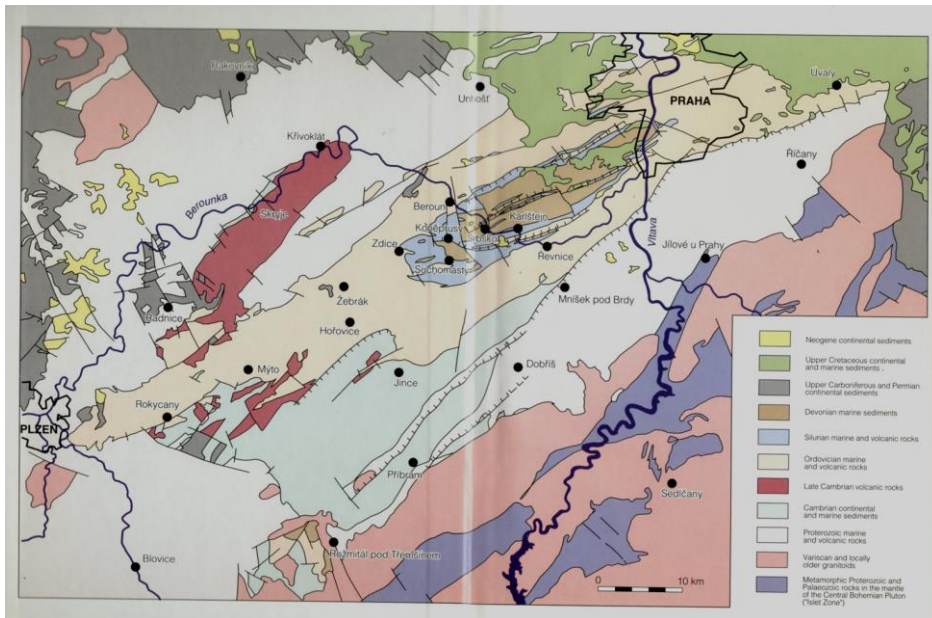 Rakovník
Unhošť
PRAHA
Úvaly
Křivoklát
Říčany
Berounka
Skryje
Beroun
Karlštejn
Koněprusy
Srbsko
Zdice
Suchomasty
Řevnice
Vltava
Jílové u Prahy
Žebrák
Mníšek pod Brdy
Radnice
Hořovice
Mýto
Jince
Dobříš
Rokycany
PLZEŇ
Příbram
Sedlčany
Rožmitál pod Třemšínem
Blovice
0 10 km
Neogene continental sediments
Upper Cretaceous continental
and marine sediments .
Upper Carboniferous and Permian
continental sediments
Devonian marine sediments
Silurian marine and volcanic rocks
Ordovician marine
and volcanic rocks
Late Cambrian volcanic rocks
Cambrian continental
and marine sediments
Proterozoic marine
and volcanic rocks
Variscan and locally
older granitoids
Metamorphic Proterozoic and
Palaeozoic rocks in the mantle
of the Central Bohemian Pluton
("Islet Zone")